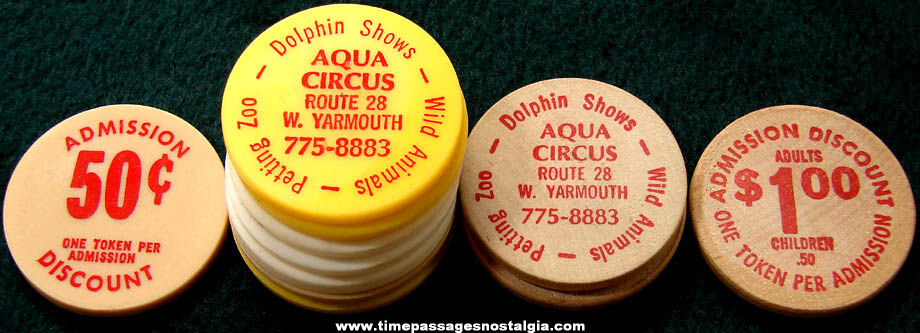 ADMISSION
50¢
ONE TOKEN PER
ADMISSION
DISCOUNT
Petting Zoo – Dolphin Shows – Wild Animals –
AQUA
CIRCUS
ROUTE 28
W. YARMOUTH
775-8883
Petting Zoo – Dolphin Shows – Wild Animals –
AQUA
CIRCUS
ROUTE 28
W. YARMOUTH
775-8883
ADMISSION DISCOUNT
ADULTS
$1.00
CHILDREN
.50
ONE TOKEN PER ADMISSION
www.timepassagesnostalgia.com